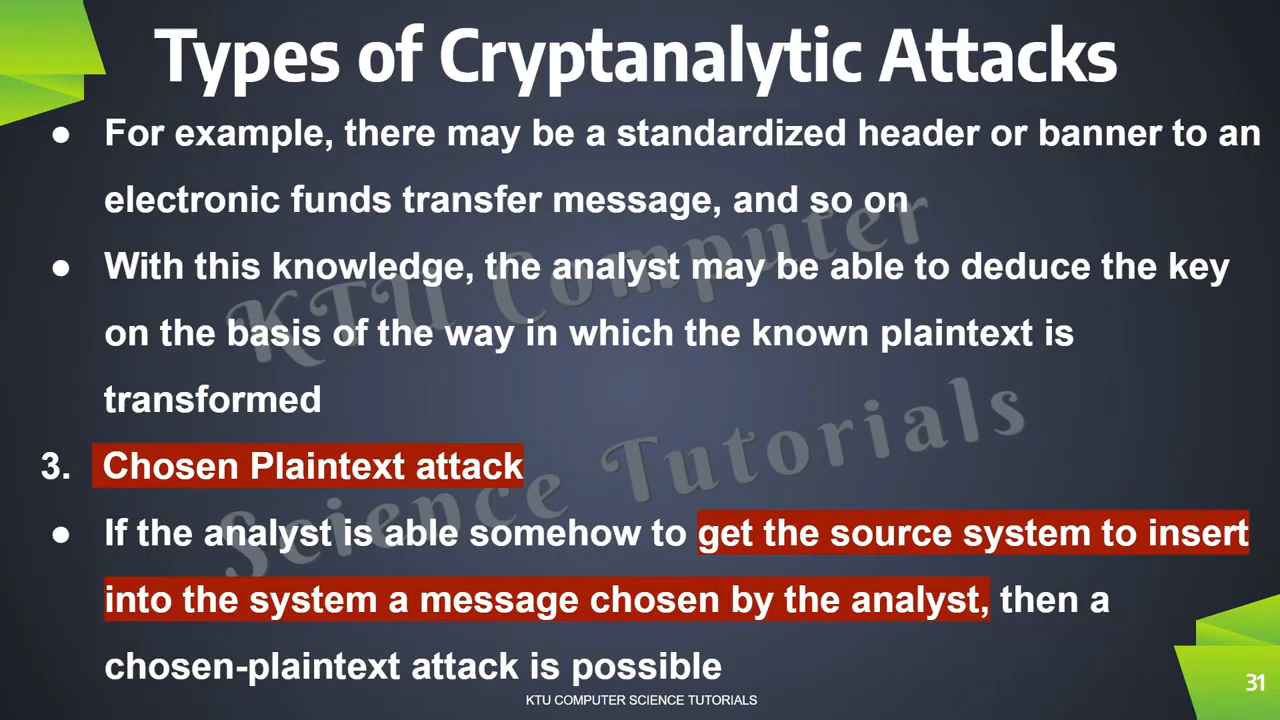 Types of Cryptanalytic Attacks
● For example, there may be a standardized header or banner to an
electronic funds transfer message, and so on
● With this knowledge, the analyst may be able to deduce the key
on the basis of the way in which the known plaintext is
transformed
3. Chosen Plaintext attack
● If the analyst is able somehow to get the source system to insert
into the system a message chosen by the analyst, then a
chosen-plaintext attack is possible
KTU Computer
Science Tutorials
31
KTU COMPUTER SCIENCE TUTORIALS